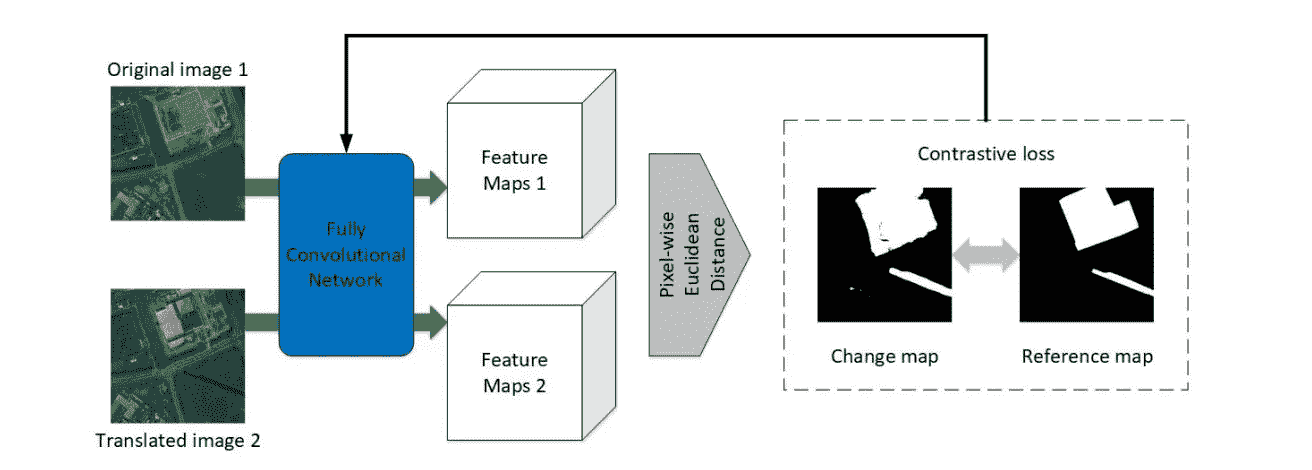 Original image 1
Fully
Convolutional
Network
Translated image 2
Feature
Maps 1
Feature
Maps 2
Pixel-wise
Euclidean
Distance
Contrastive loss
Change map
Reference map